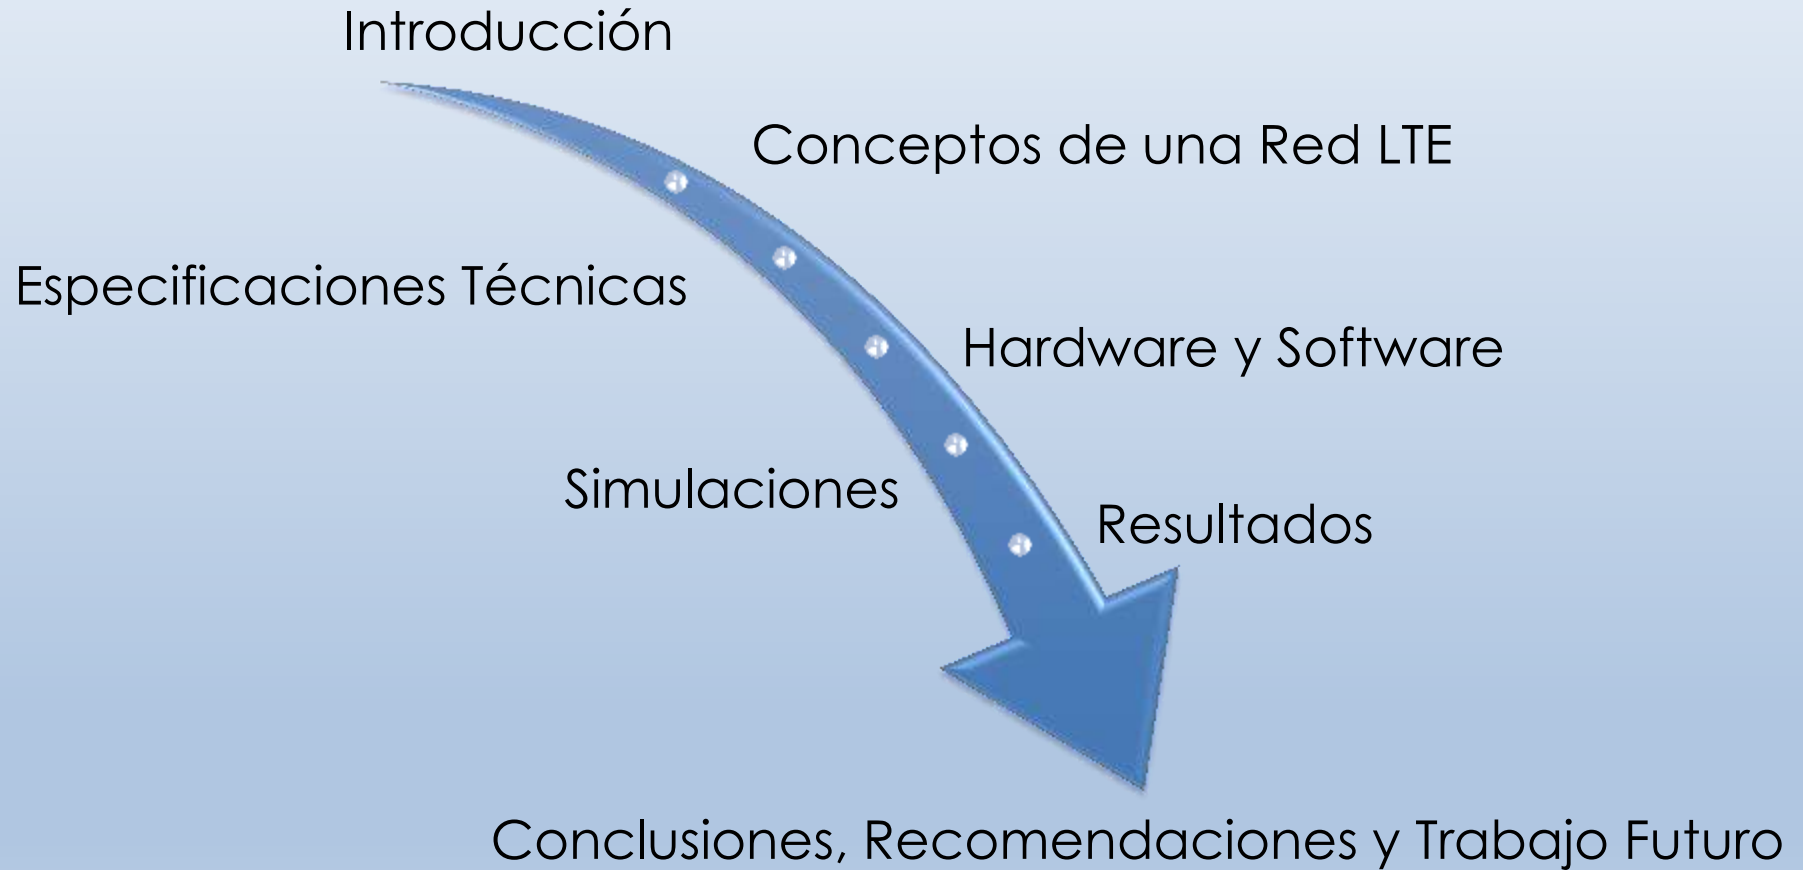 Introducción
Conceptos de una Red LTE
Especificaciones Técnicas
Hardware y Software
Simulaciones
Resultados
Conclusiones, Recomendaciones y Trabajo Futuro